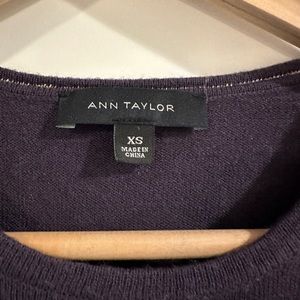 ANN TAYLOR
XS
MADE IN
CHINA